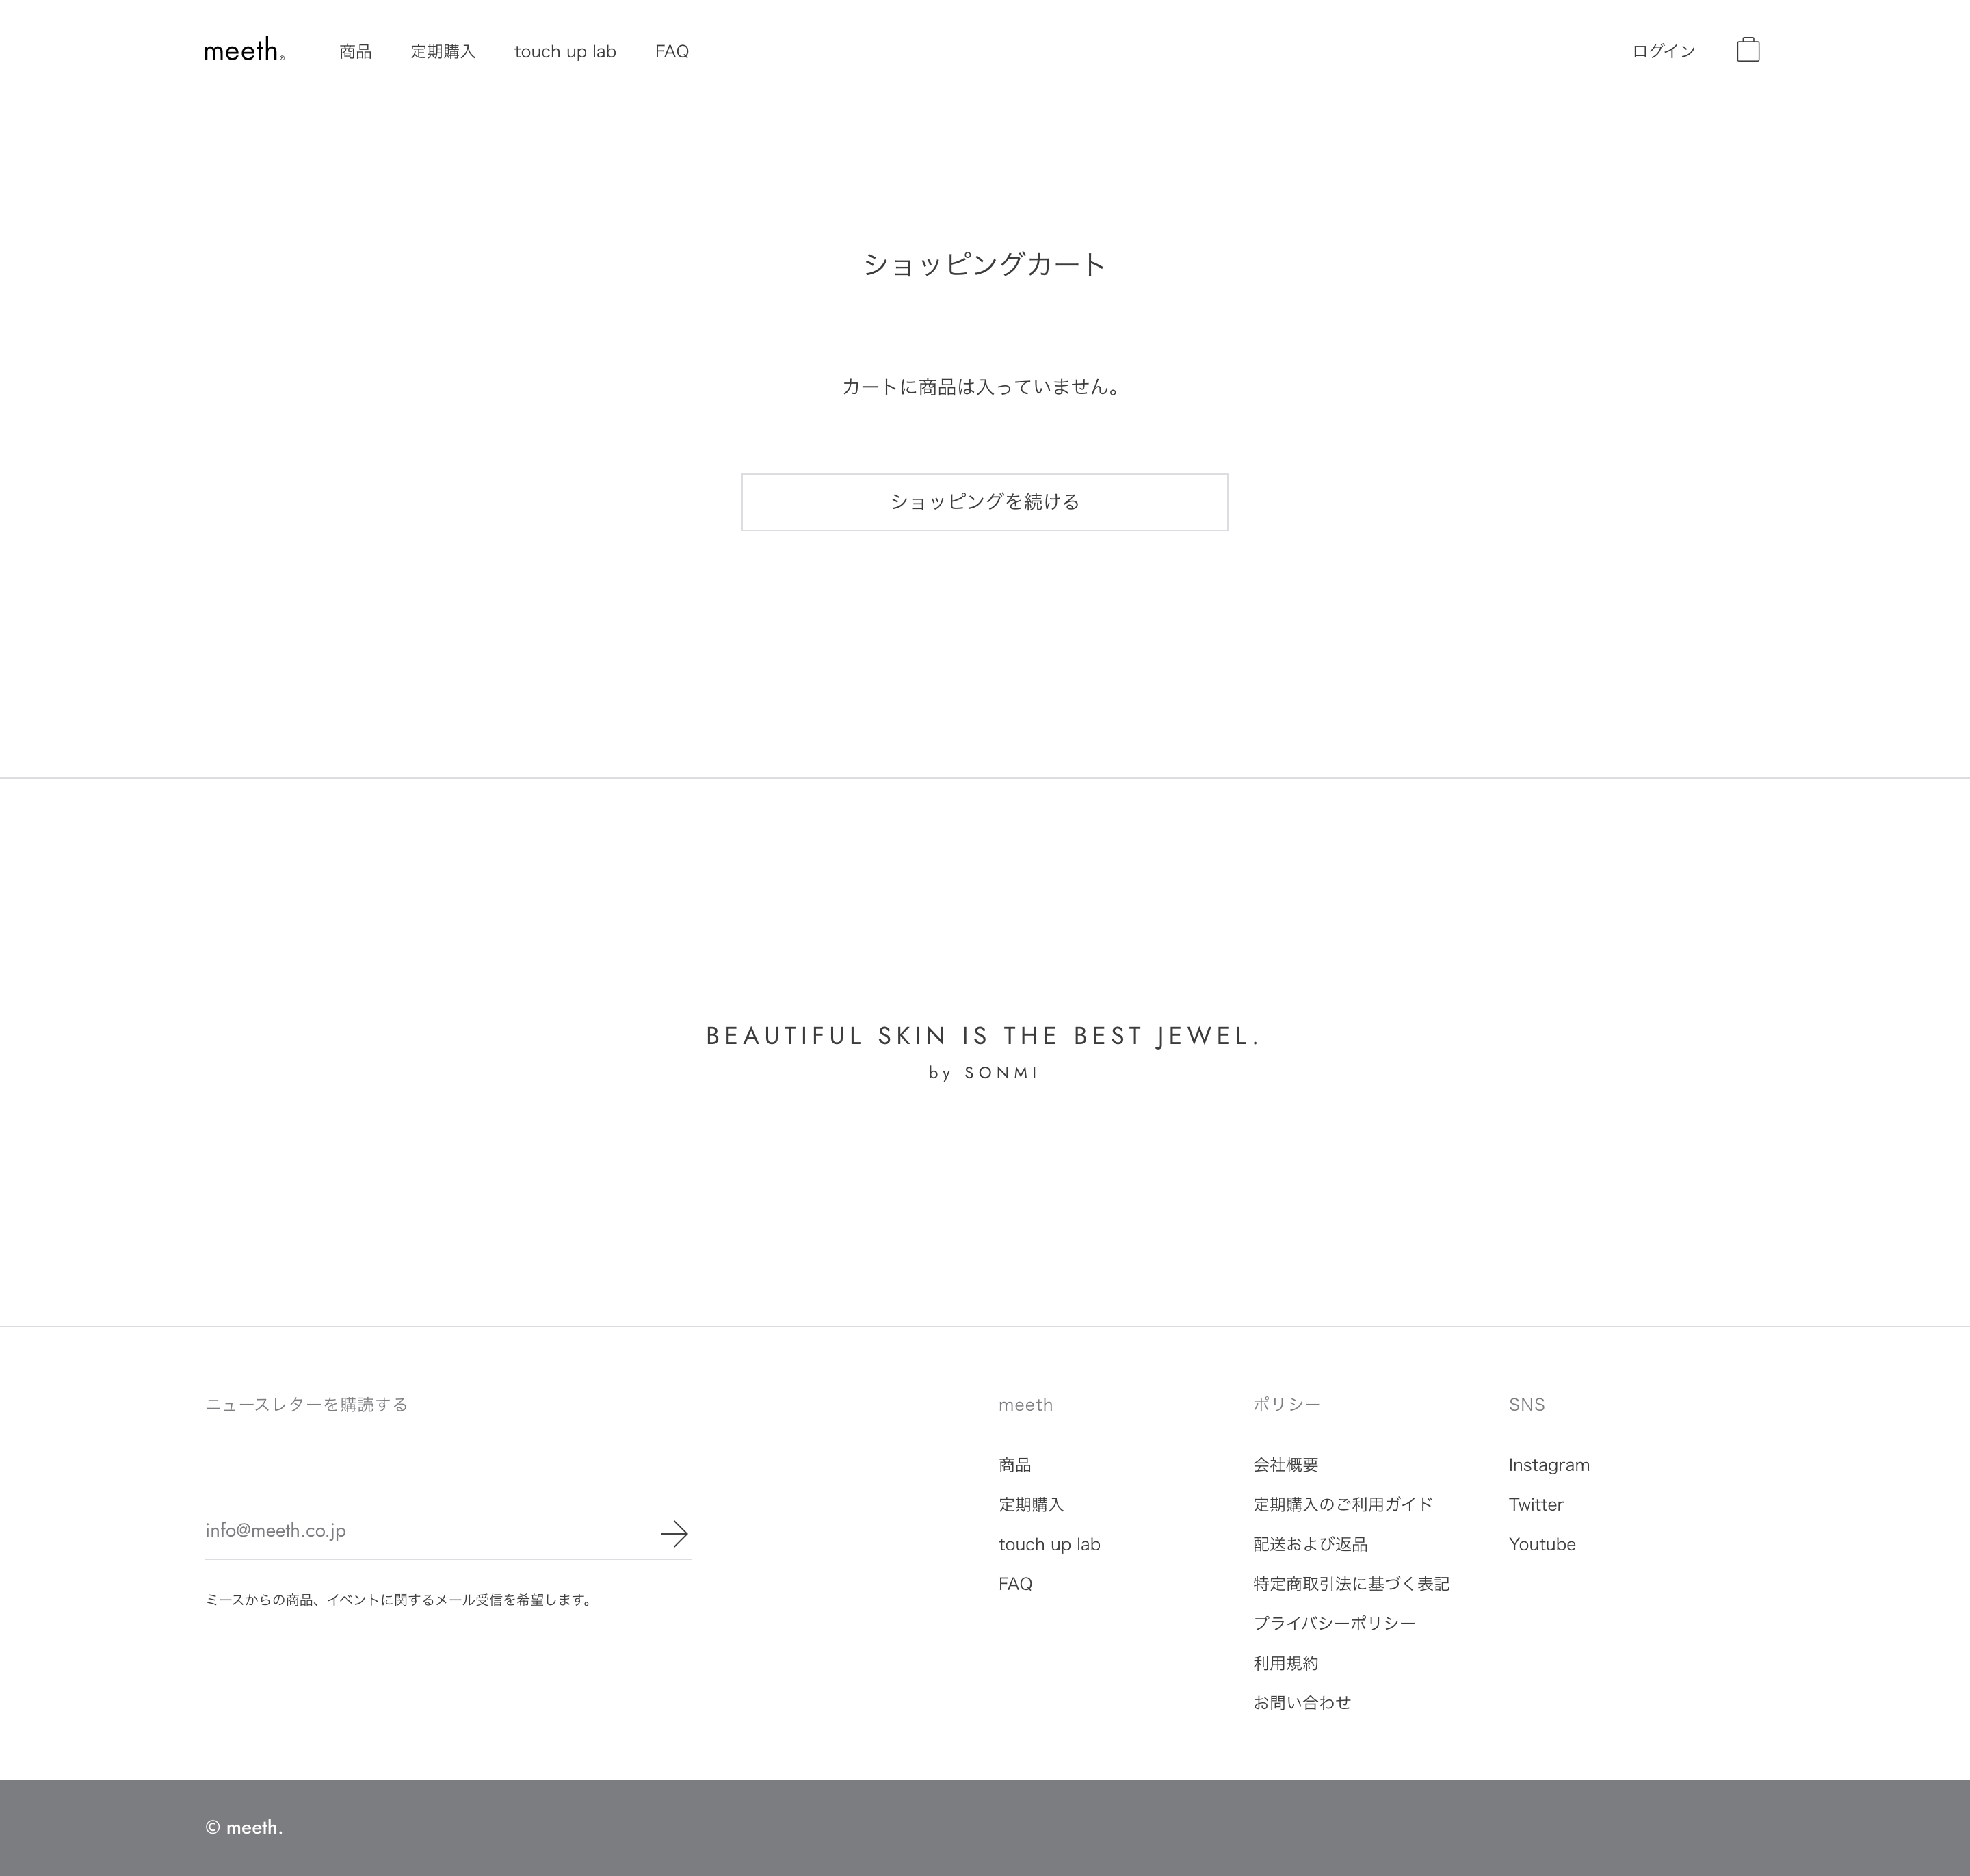 meeth.®
商品 定期購入 touch up lab FAQ ログイン
ショッピングカート
カートに商品は入っていません。
ショッピングを続ける
BEAUTIFUL SKIN IS THE BEST JEWEL.
by SONMI
ニュースレターを購読する
info@meeth.co.jp
ミースからの商品、イベントに関するメール受信を希望します。
meeth
商品
定期購入
touch up lab
FAQ
ポリシー
会社概要
定期購入のご利用ガイド
配送および返品
特定商取引法に基づく表記
プライバシーポリシー
利用規約
お問い合わせ
SNS
Instagram
Twitter
Youtube
© meeth.